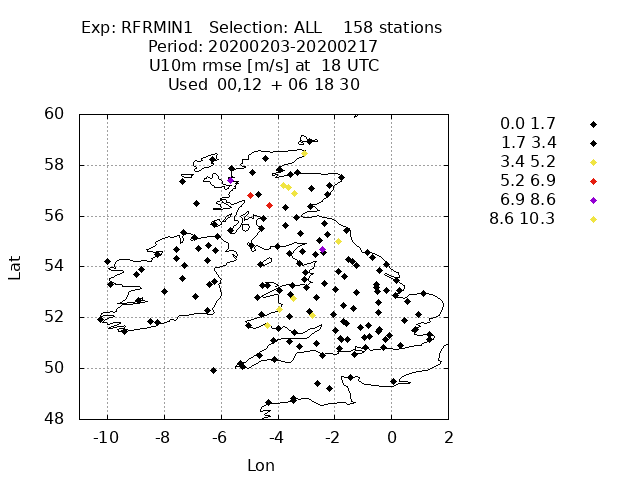 Exp: RFRMIN1 Selection: ALL 158 stations
Period: 20200203-20200217
U10m rmse [m/s] at 18 UTC
Used 00,12 + 06 18 30
60
58
56
54
52
50
48
Lat
-10 -8 -6 -4 -2 0 2
Lon
0.0 1.7
1.7 3.4
3.4 5.2
5.2 6.9
6.9 8.6
8.6 10.3